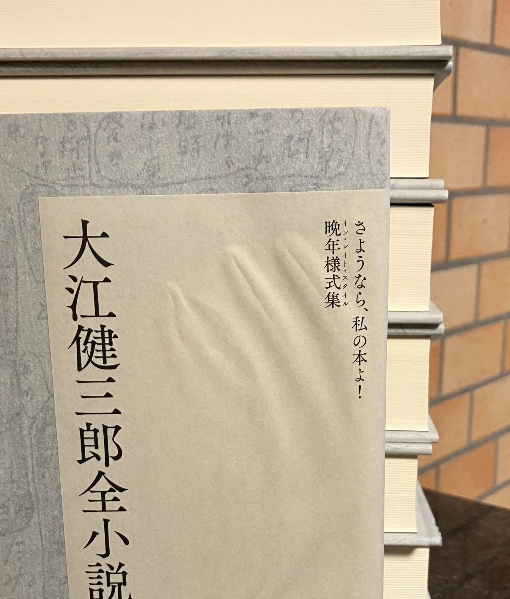 さようなら、私の本よ！
晩年様式集
イン・レイト・スタイル
大江健三郎全小説